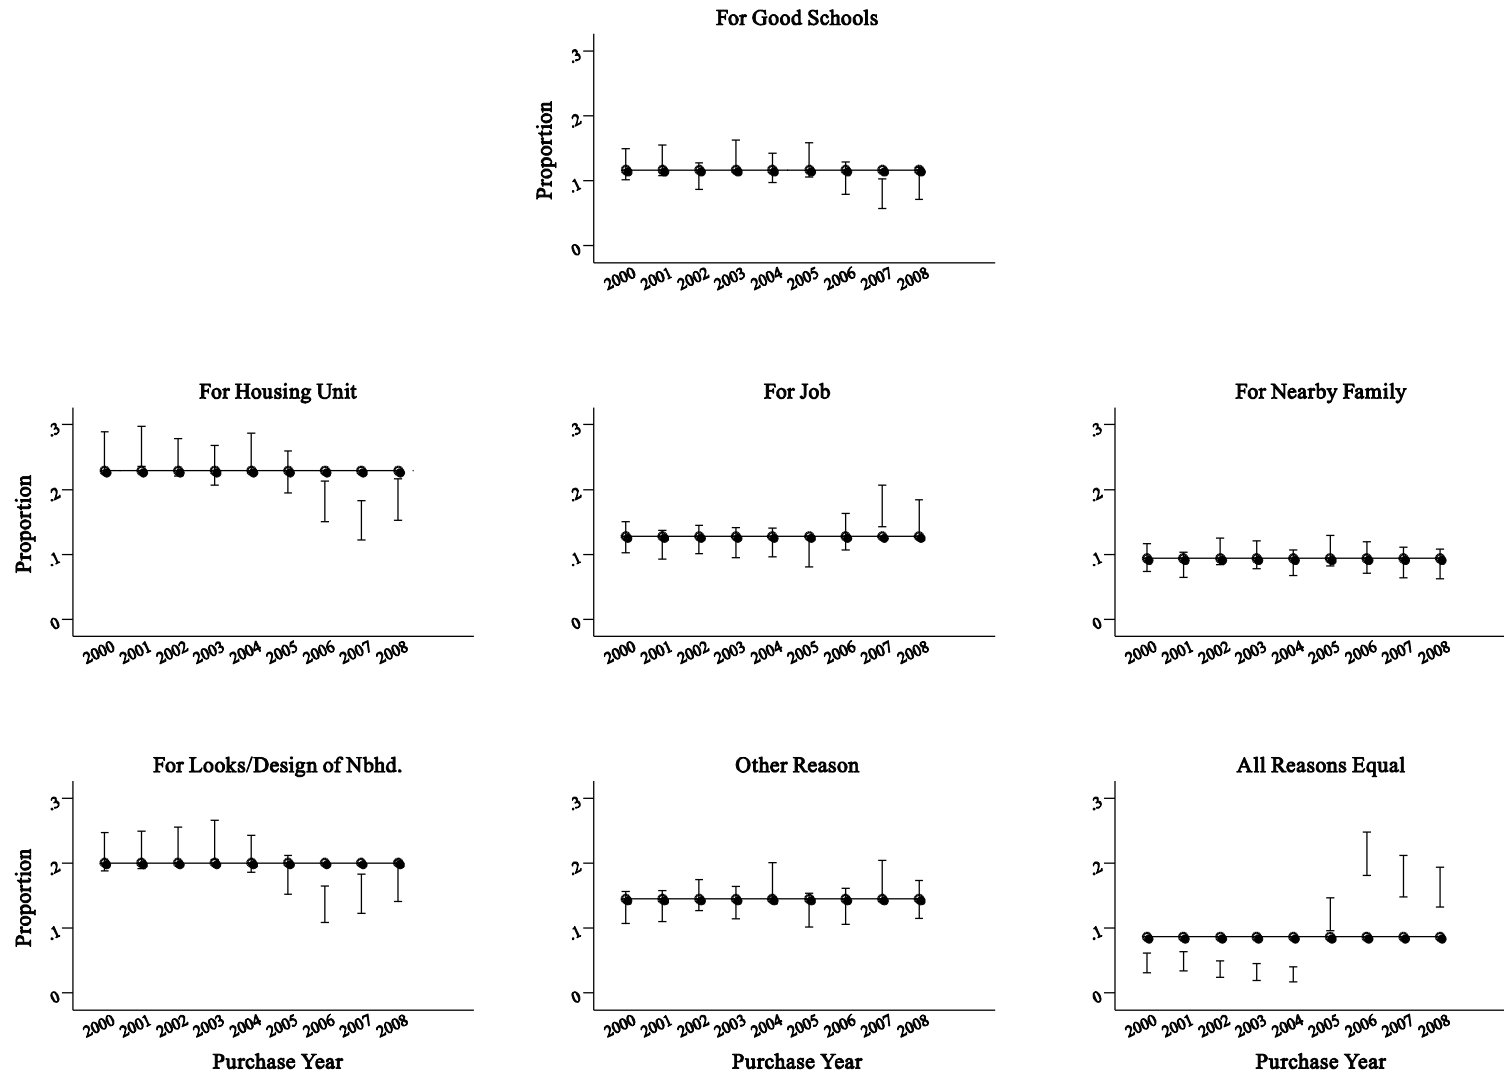 For Good Schools
Proportion
.3
.2
.1
0
2000 2001 2002 2003 2004 2005 2006 2007 2008
For Housing Unit
Proportion
.3
.2
.1
0
2000 2001 2002 2003 2004 2005 2006 2007 2008
For Job
.3
.2
.1
0
2000 2001 2002 2003 2004 2005 2006 2007 2008
For Nearby Family
.3
.2
.1
0
2000 2001 2002 2003 2004 2005 2006 2007 2008
For Looks/Design of Nbhd.
Proportion
.3
.2
.1
0
2000 2001 2002 2003 2004 2005 2006 2007 2008
Purchase Year
Other Reason
.3
.2
.1
0
2000 2001 2002 2003 2004 2005 2006 2007 2008
Purchase Year
All Reasons Equal
.3
.2
.1
0
2000 2001 2002 2003 2004 2005 2006 2007 2008
Purchase Year